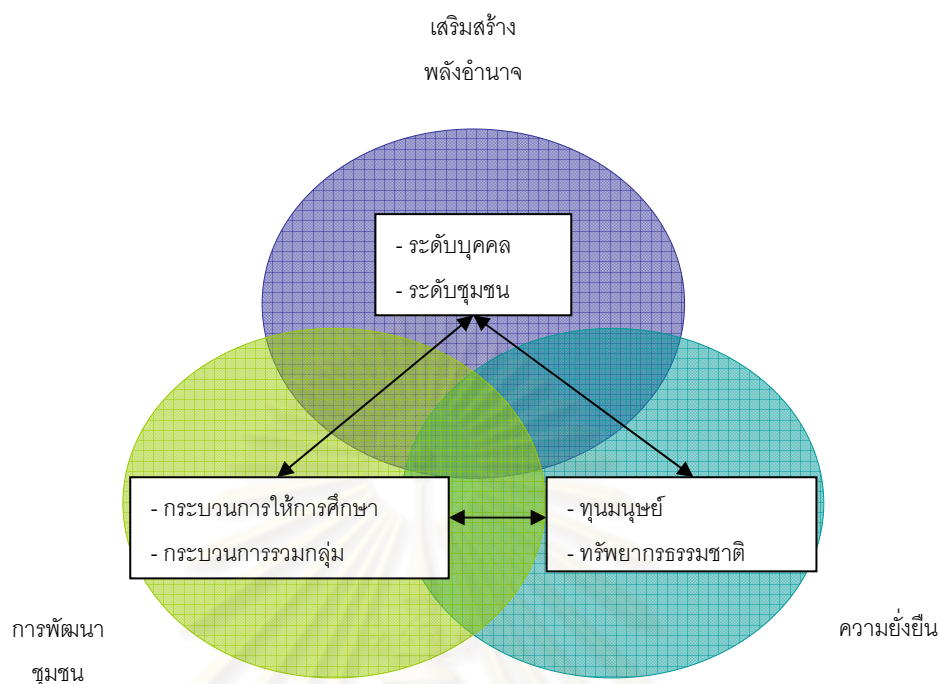 เสริมสร้าง
พลังอำนาจ
- ระดับบุคคล
- ระดับชุมชน
- กระบวนการให้การศึกษา
- กระบวนการรวมกลุ่ม
- ทุนมนุษย์
- ทรัพยากรธรรมชาติ
การพัฒนา
ชุมชน
ความยั่งยืน